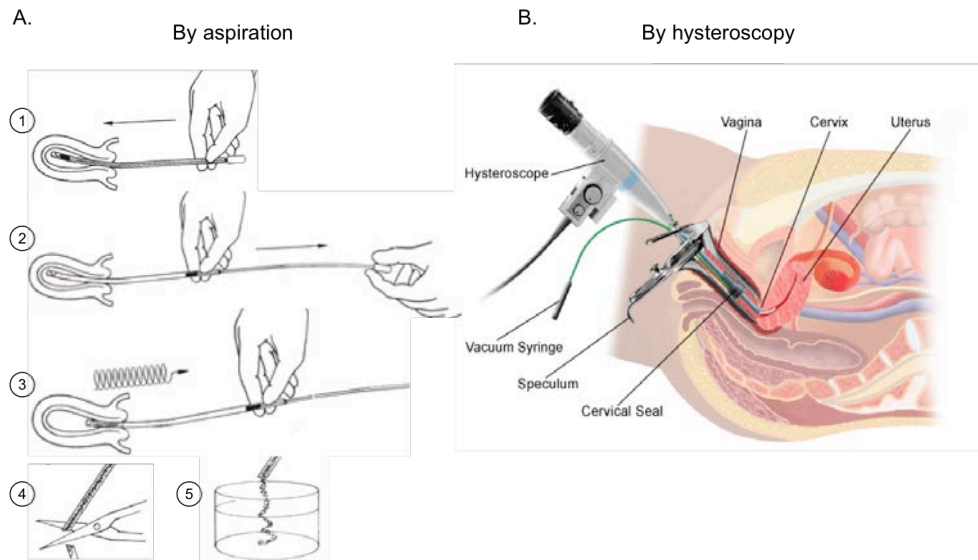 A.
By aspiration
1
2
3
4
5
B.
By hysteroscopy
Vagina
Cervix
Uterus
Hysteroscope
Vacuum Syringe
Speculum
Cervical Seal